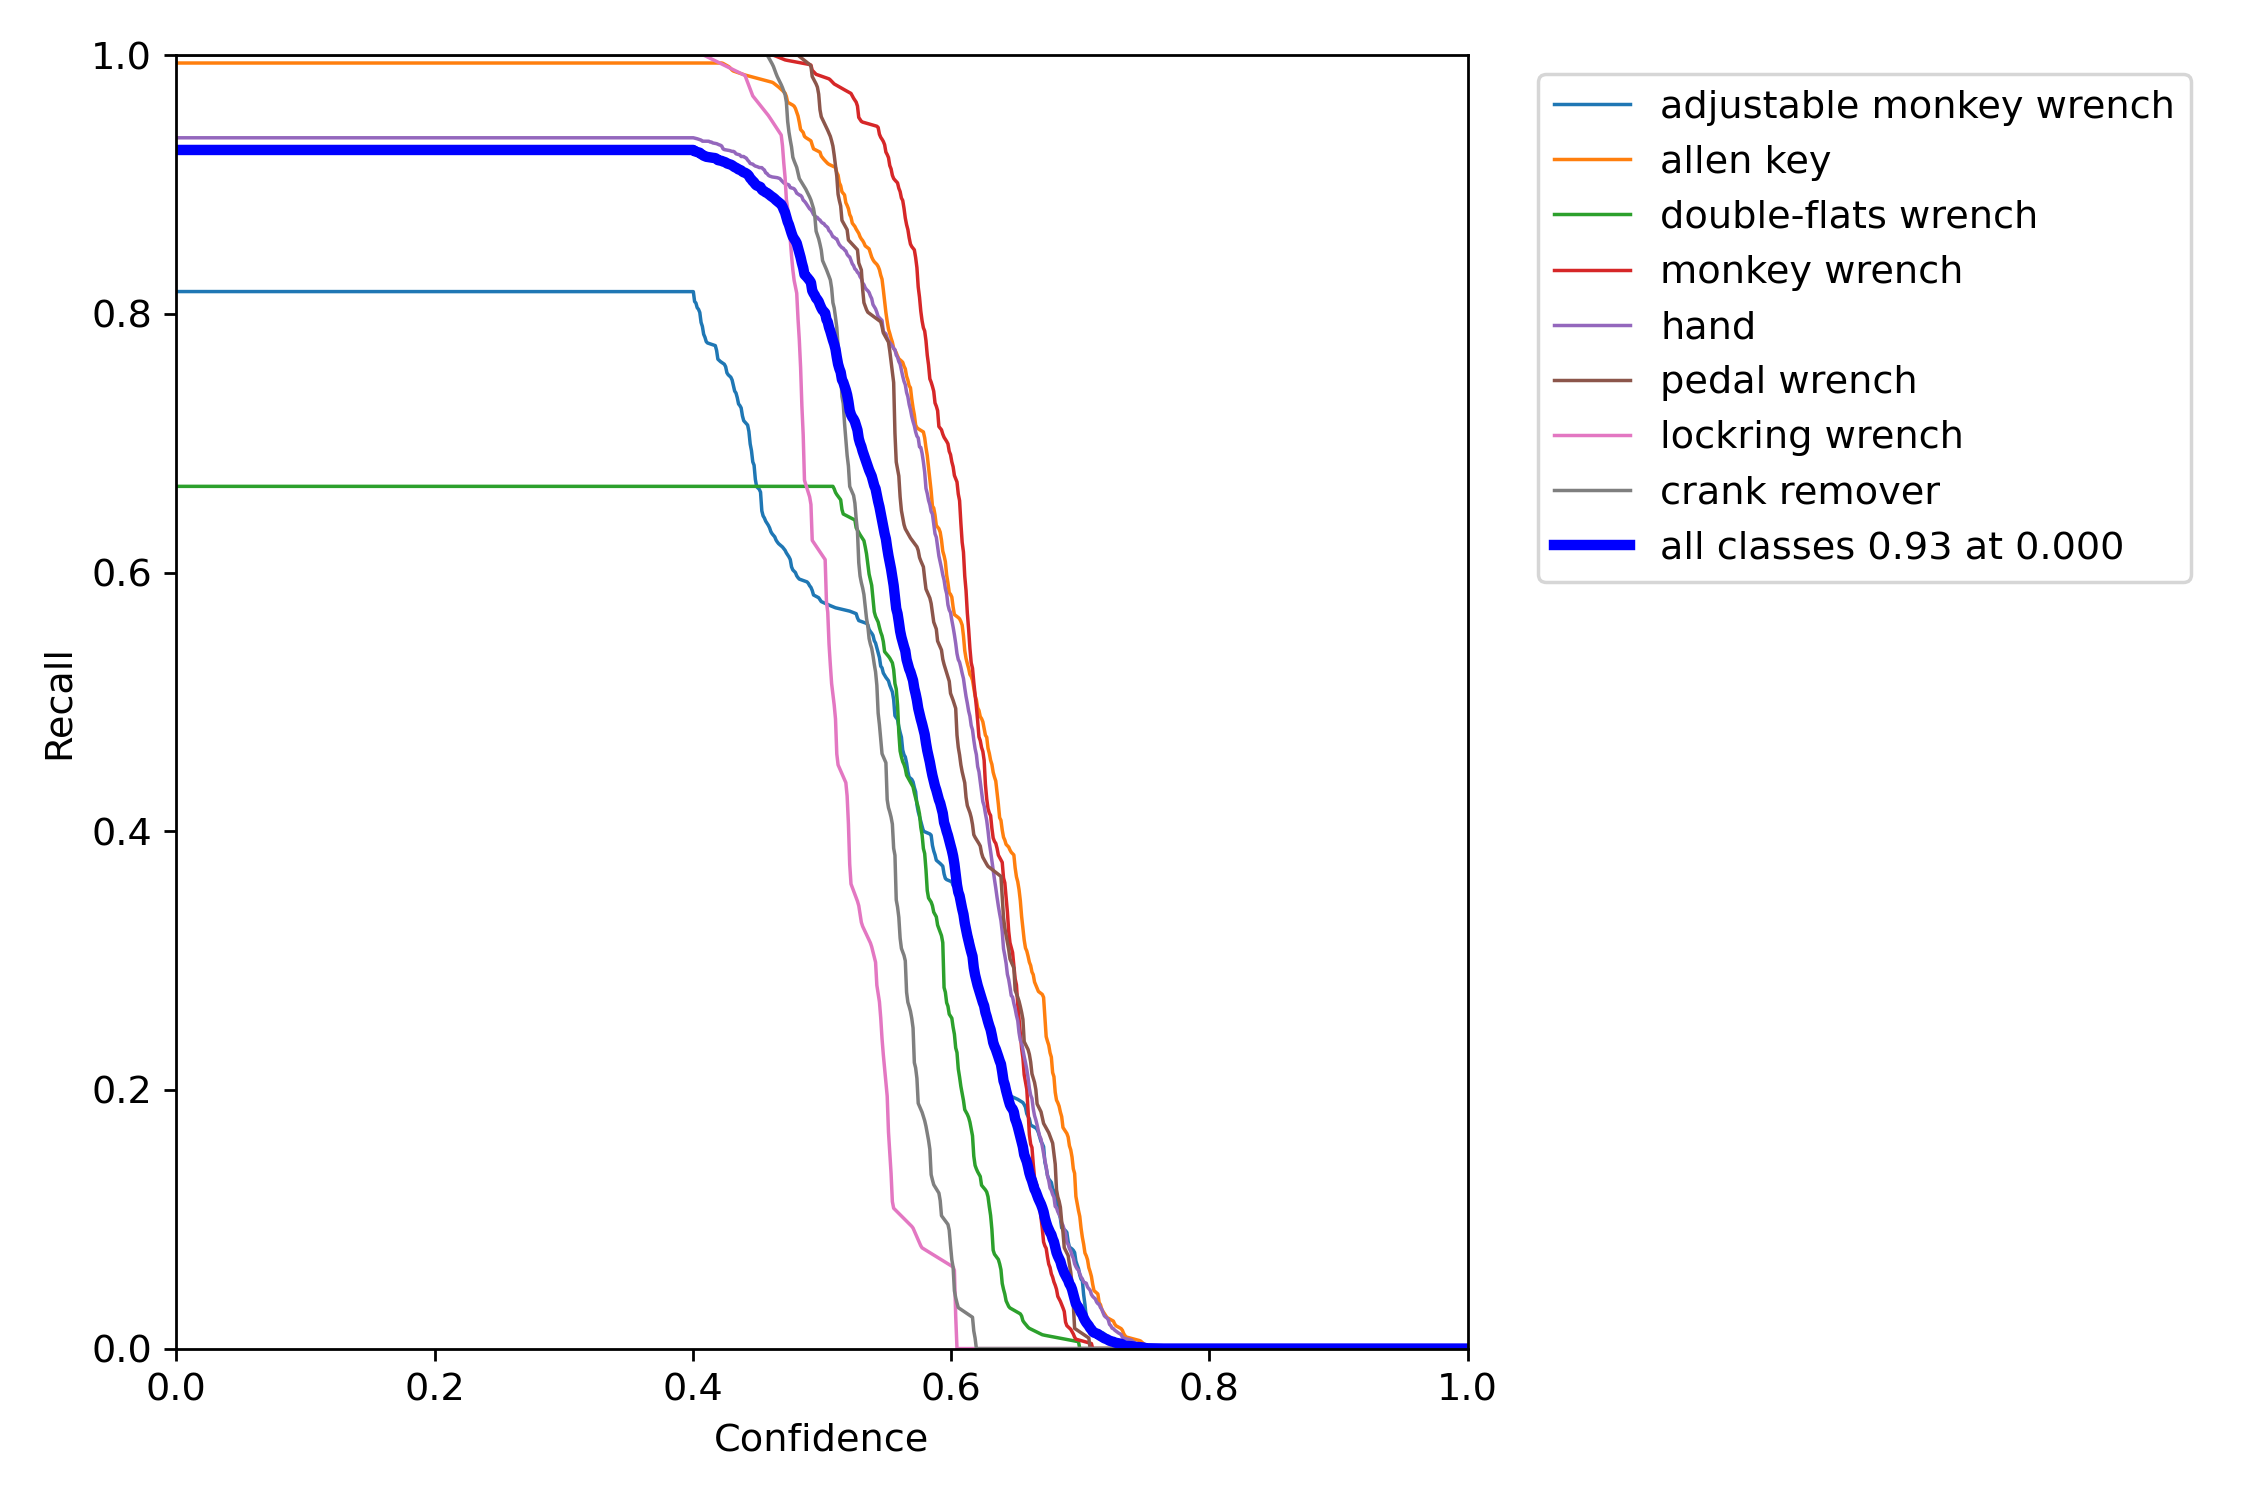 1.0
0.8
0.6
0.4
0.2
0.0
Recall
0.0 0.2 0.4 0.6 0.8 1.0
Confidence
adjustable monkey wrench
allen key
double-flats wrench
monkey wrench
hand
pedal wrench
lockring wrench
crank remover
all classes 0.93 at 0.000